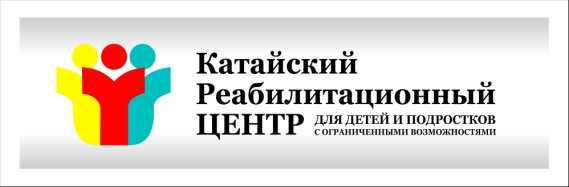 Катайский
Реабилитационный
ЦЕНТР ДЛЯ ДЕТЕЙ И ПОДРОСТКОВ
С ОГРАНИЧЕННЫМИ ВОЗМОЖНОСТЯМИ